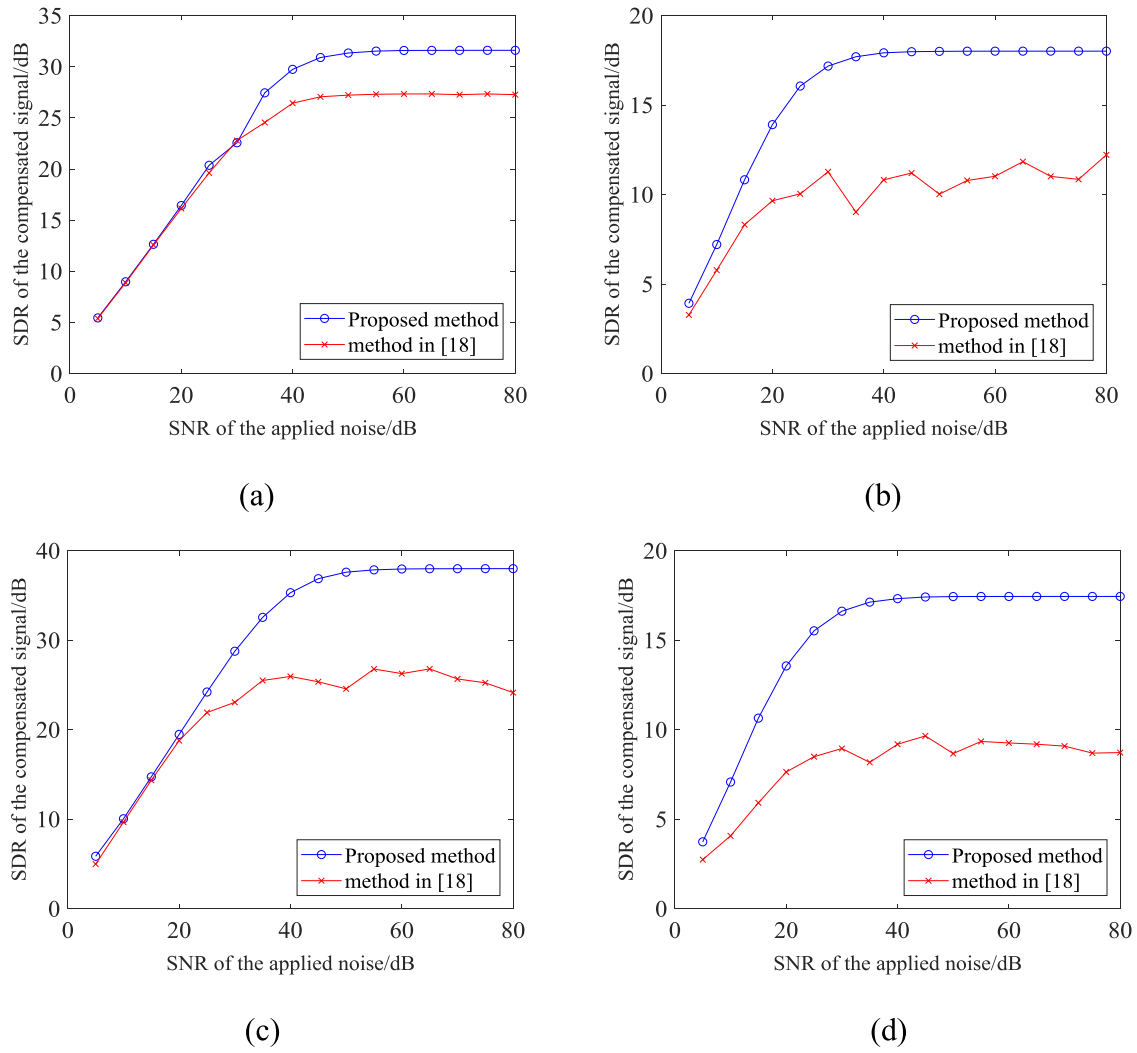 35
30
25
20
15
10
5
0
SDR of the compensated signal/dB
Proposed method
method in [18]
0 20 40 60 80
SNR of the applied noise/dB
(a)
20
15
10
5
0
SDR of the compensated signal/dB
Proposed method
method in [18]
0 20 40 60 80
SNR of the applied noise/dB
(b)
40
30
20
10
0
SDR of the compensated signal/dB
Proposed method
method in [18]
0 20 40 60 80
SNR of the applied noise/dB
(c)
20
15
10
5
0
SDR of the compensated signal/dB
Proposed method
method in [18]
0 20 40 60 80
SNR of the applied noise/dB
(d)